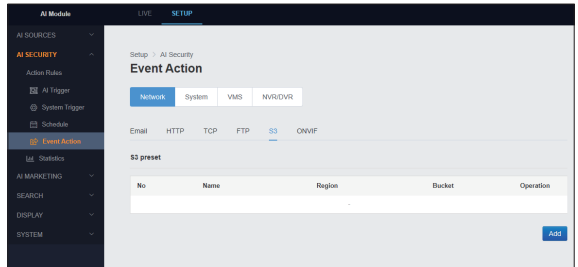 AI Module
LIVE SETUP
AI SOURCES
AI SECURITY
Action Rules
AI Trigger
System Trigger
Schedule
Event Action
Statistics
AI MARKETING
SEARCH
DISPLAY
SYSTEM
Setup > AI Security
Event Action
Network System VMS NVR/DVR
Email HTTP TCP FTP S3 ONVIF
S3 preset
No Name Region Bucket Operation
-
Add